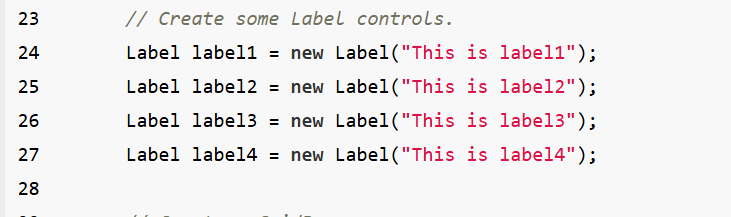 23 // Create some Label controls.
24 Label label1 = new Label("This is label1");
25 Label label2 = new Label("This is label2");
26 Label label3 = new Label("This is label3");
27 Label label4 = new Label("This is label4");
28